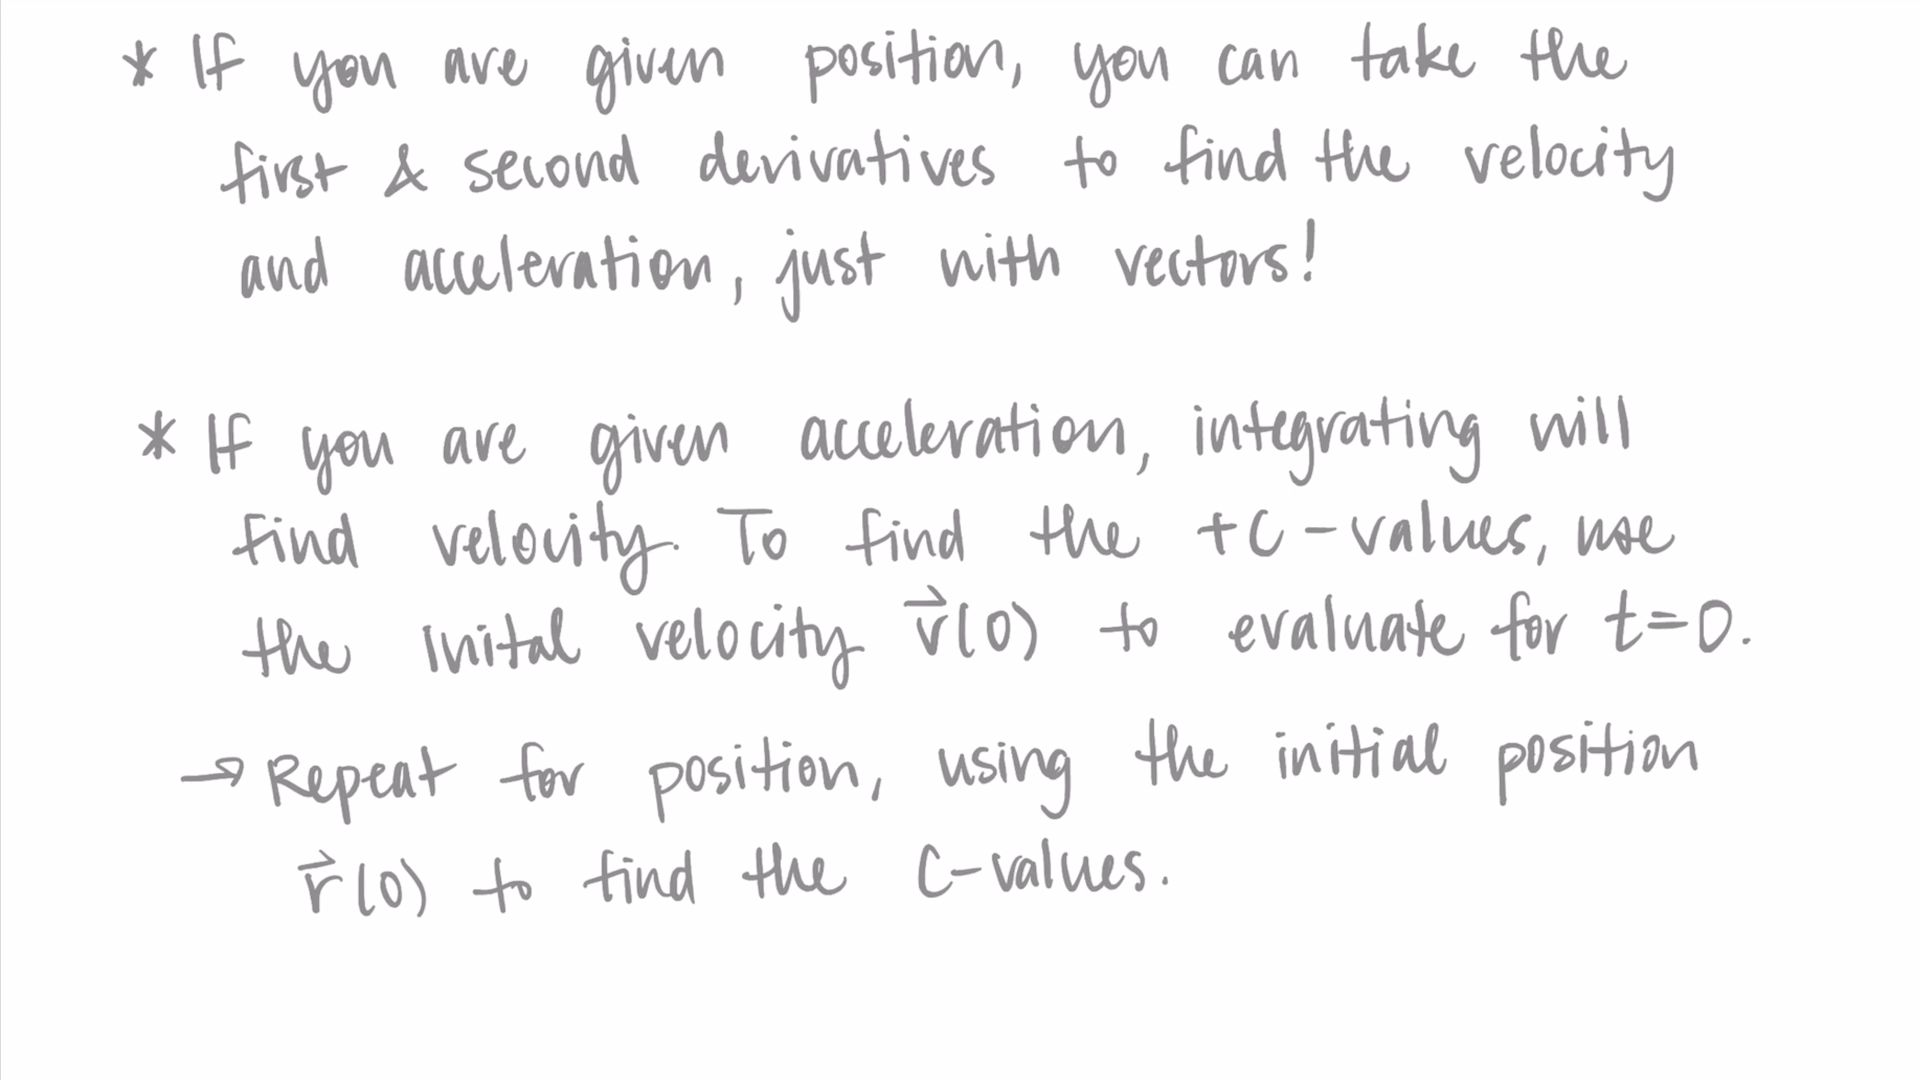 * If you are given position, you can take the
first & second derivatives to find the velocity
and acceleration, just with vectors!
* If you are given acceleration, integrating will
find velocity. To find the +C-values, use
the inital velocity v⃗(0) to evaluate for t=0.
→ Repeat for position, using the initial position
r⃗(0) to find the C-values.